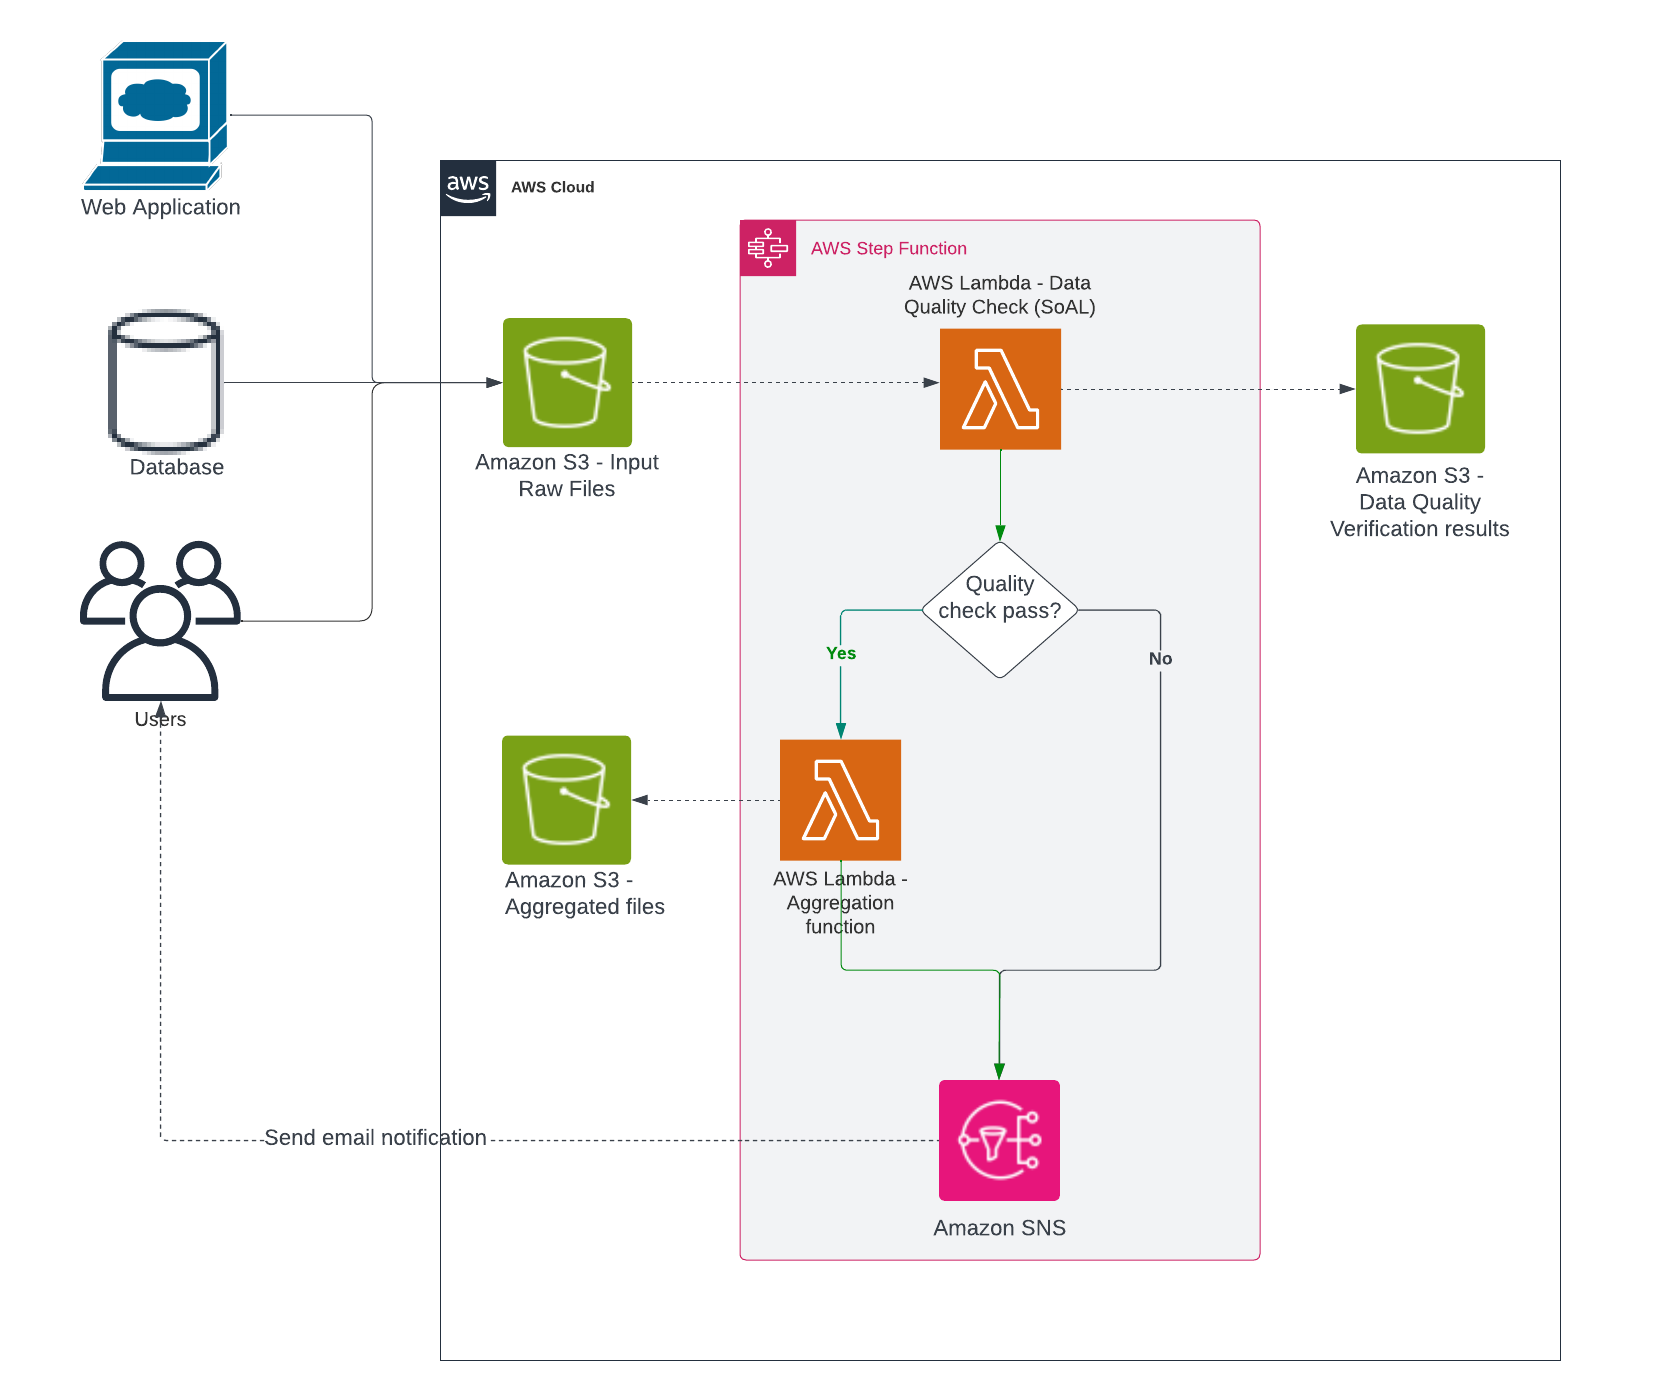 Web Application
aws
AWS Cloud
AWS Step Function
AWS Lambda - Data
Quality Check (SoAL)
Database
Amazon S3 - Input
Raw Files
Amazon S3 -
Data Quality
Verification results
Quality
check pass?
Yes
No
Users
Amazon S3 -
Aggregated files
AWS Lambda -
Aggregation
function
Send email notification
Amazon SNS